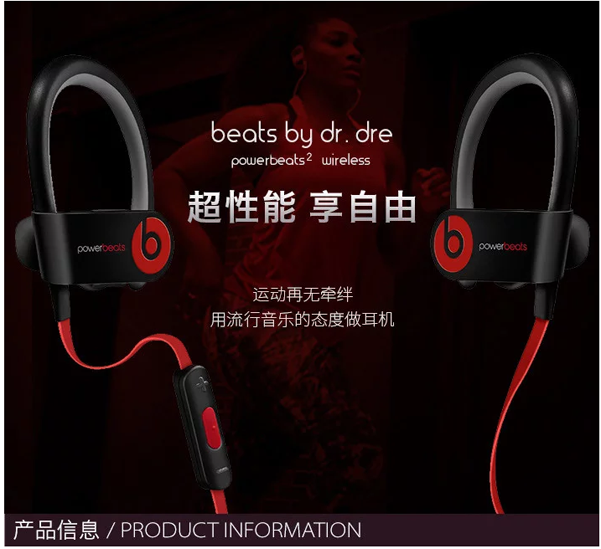 beats by dr. dre
powerbeats² wireless
超性能 享自由
powerbeats
b
b
powerbeats
运动再无牵绊
用流行音乐的态度做耳机
产品信息 / PRODUCT INFORMATION